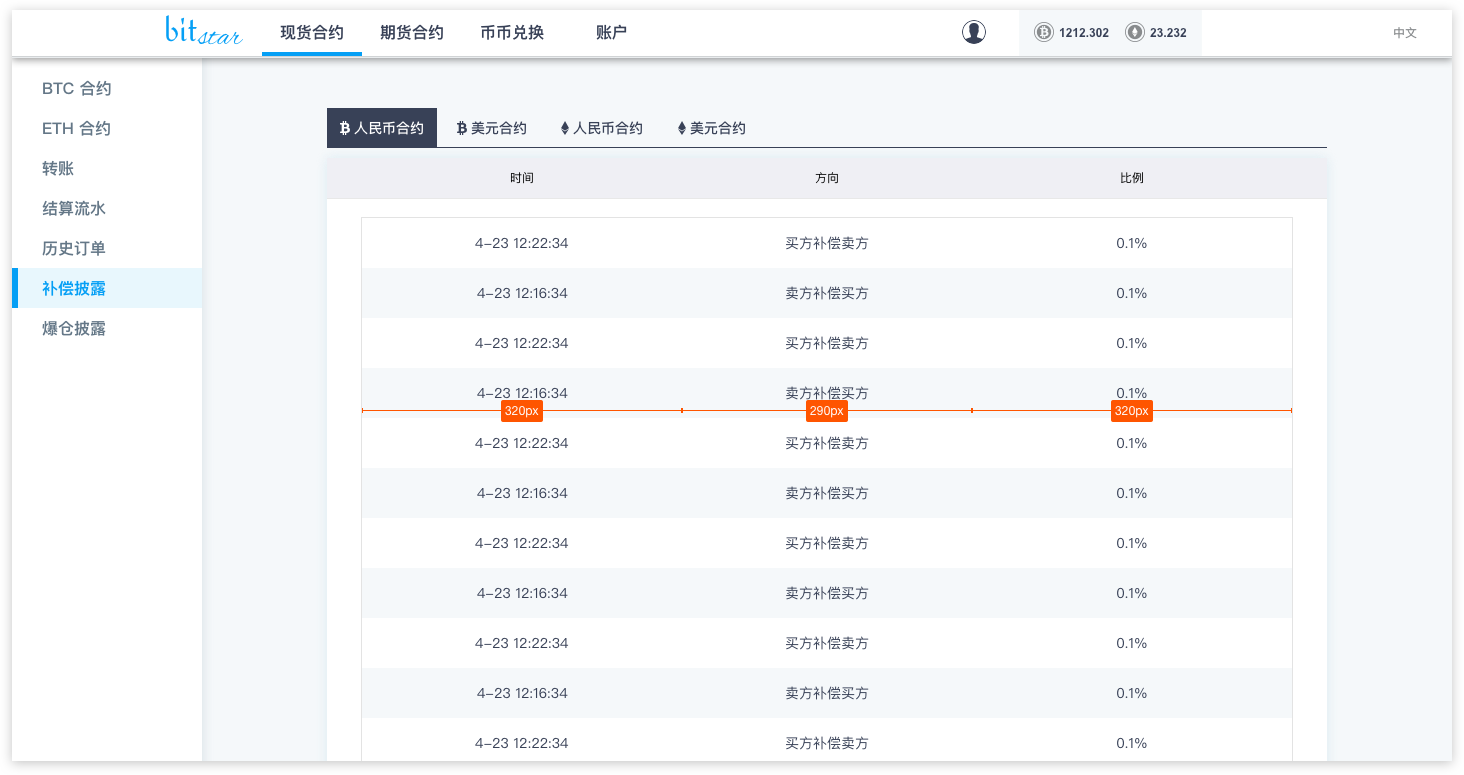 bitstar 现货合约 期货合约 币币兑换 账户 1212.302 23.232 中文
BTC 合约
ETH 合约
转账
结算流水
历史订单
补偿披露
爆仓披露
人民币合约 美元合约 人民币合约 美元合约
时间 方向 比例
4-23 12:22:34 买方补偿卖方 0.1%
4-23 12:16:34 卖方补偿买方 0.1%
4-23 12:22:34 买方补偿卖方 0.1%
4-23 12:16:34 卖方补偿买方 0.1%
320px 290px 320px
4-23 12:22:34 买方补偿卖方 0.1%
4-23 12:16:34 卖方补偿买方 0.1%
4-23 12:22:34 买方补偿卖方 0.1%
4-23 12:16:34 卖方补偿买方 0.1%
4-23 12:22:34 买方补偿卖方 0.1%
4-23 12:16:34 卖方补偿买方 0.1%
4-23 12:22:34 买方补偿卖方 0.1%